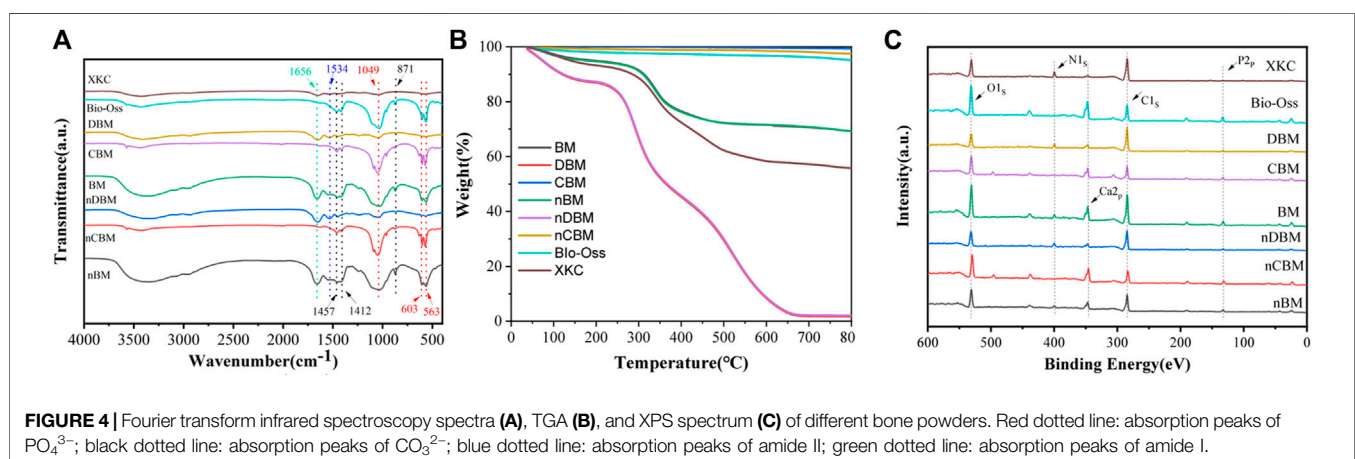 A
1656
1534
1049
871
XKC
Bio-Oss
DBM
CBM
BM
nDBM
nCBM
nBM
1457
1412
603
563
4000 3500 3000 2500 2000 1500 1000 500
Wavenumber(cm⁻¹)
Transmittance(a.u.)
B
100
80
60
40
20
0
Weight(%)
BM
DBM
CBM
nBM
nDBM
nCBM
BIo-Oss
XKC
0 100 200 300 400 500 600 700 80
Temperature(°C)
C
N1s
P2p
XKC
O1s
C1s
Bio-Oss
DBM
CBM
Ca2p
BM
nDBM
nCBM
nBM
Intensity(a.u.)
600 500 400 300 200 100 0
Binding Energy(eV)
FIGURE 4 | Fourier transform infrared spectroscopy spectra (A), TGA (B), and XPS spectrum (C) of different bone powders. Red dotted line: absorption peaks of
PO₄³⁻; black dotted line: absorption peaks of CO₃²⁻; blue dotted line: absorption peaks of amide II; green dotted line: absorption peaks of amide I.